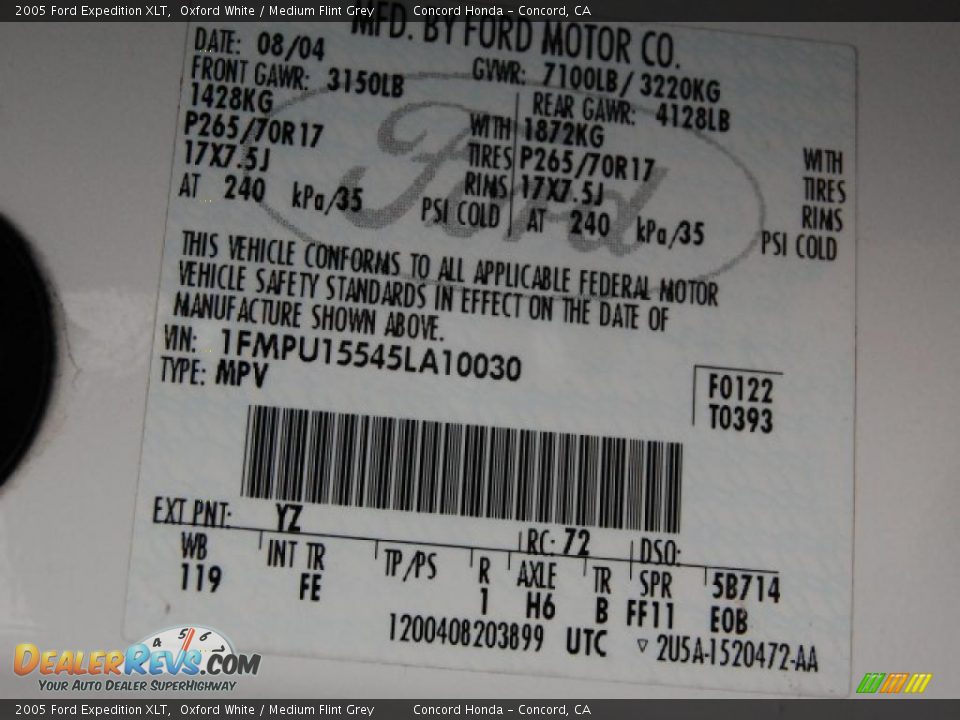 2005 Ford Expedition XLT,  Oxford White / Medium Flint Grey          Concord Honda - Concord, CA
MFD. BY FORD MOTOR CO.
DATE: 08/04
GVWR: 7100LB / 3220KG
FRONT GAWR: 3150LB
REAR GAWR: 4128LB
1428KG WITH 1872KG WITH
P265/70R17 TIRES P265/70R17 TIRES
17X7.5J RIMS 17X7.5J RIMS
AT 240 kPa/35 PSI COLD AT 240 kPa/35 PSI COLD
Ford
THIS VEHICLE CONFORMS TO ALL APPLICABLE FEDERAL MOTOR
VEHICLE SAFETY STANDARDS IN EFFECT ON THE DATE OF
MANUFACTURE SHOWN ABOVE.
VIN: 1FMPU15545LA10030
TYPE: MPV
F0122
T0393
EXT PNT: YZ RC: 72 DSO:
WB INT TR TP/PS R AXLE TR SPR 5B714
119 FE 1 H6 B FF11 EOB
1200408203899 UTC ▽ 2U5A-1520472-AA
4 5 6
DEALERREVS.COM
YOUR AUTO DEALER SUPERHIGHWAY
2005 Ford Expedition XLT,  Oxford White / Medium Flint Grey          Concord Honda - Concord, CA